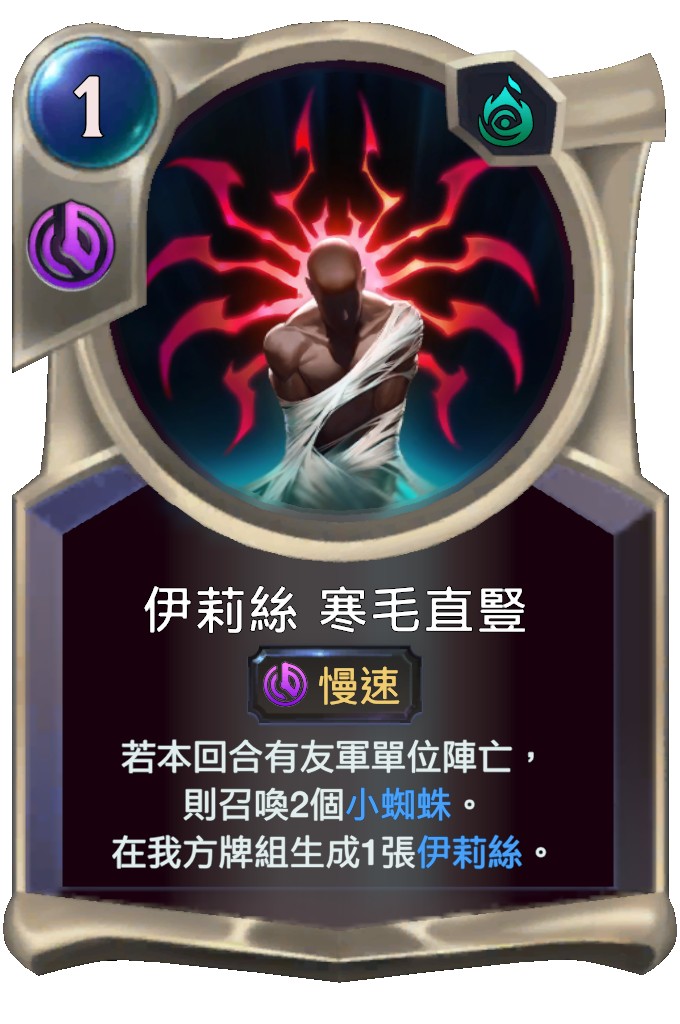 1
伊莉絲 寒毛直豎
慢速
若本回合有友軍單位陣亡，
則召喚2個小蜘蛛。
在我方牌組生成1張伊莉絲。